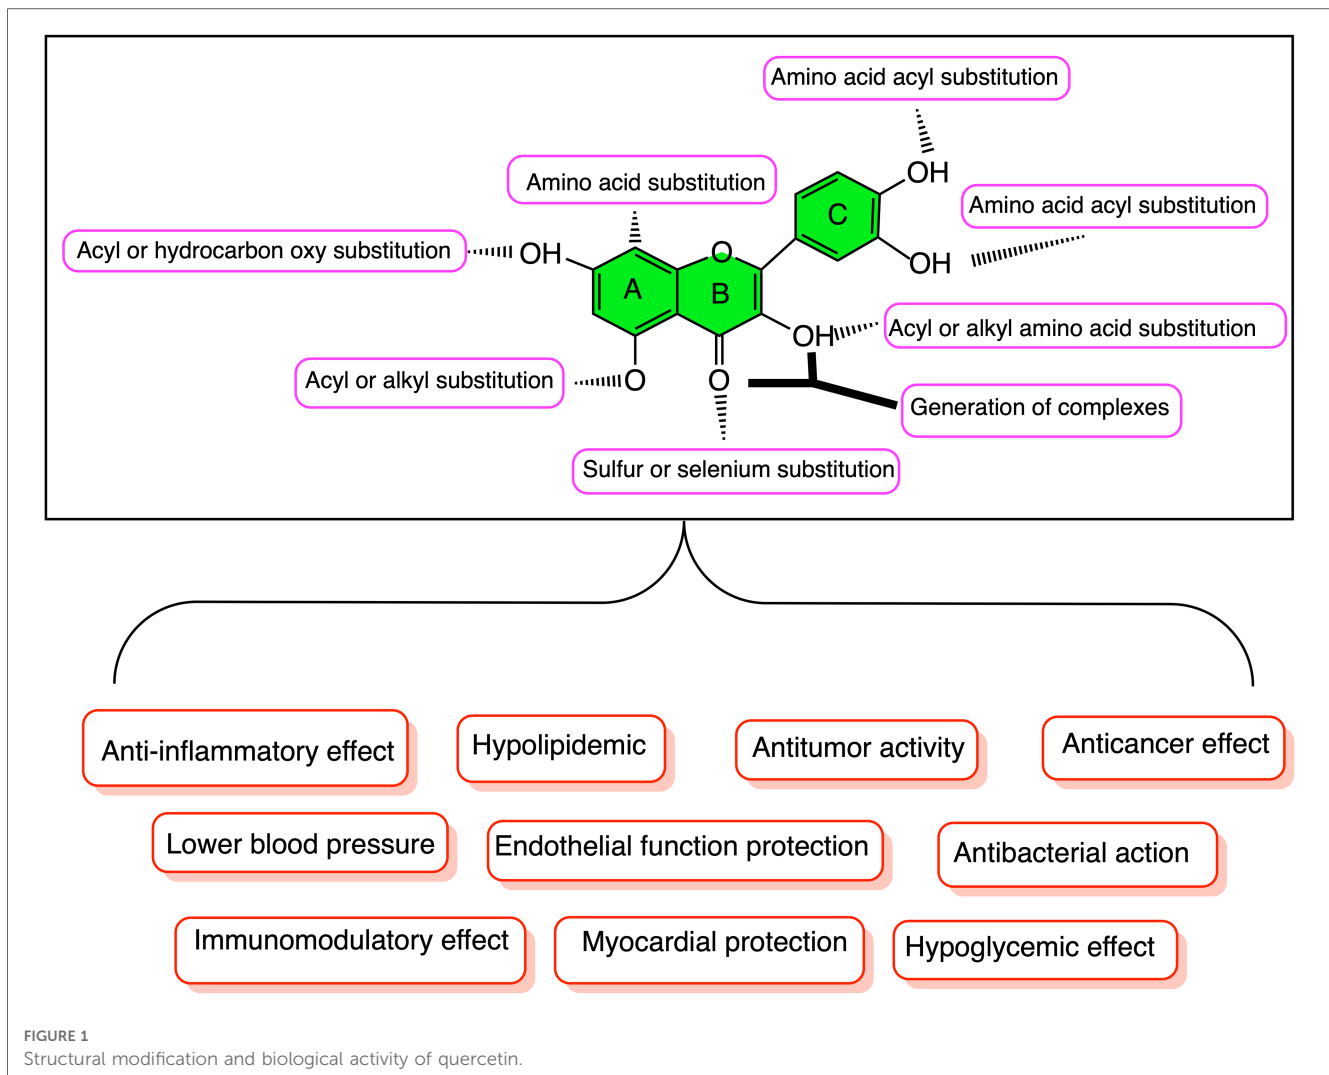 Amino acid acyl substitution
OH
Amino acid substitution
C
Amino acid acyl substitution
Acyl or hydrocarbon oxy substitution
OH
O
OH
A
B
OH
Acyl or alkyl amino acid substitution
Acyl or alkyl substitution
O
O
Generation of complexes
Sulfur or selenium substitution
Anti-inflammatory effect
Hypolipidemic
Antitumor activity
Anticancer effect
Lower blood pressure
Endothelial function protection
Antibacterial action
Immunomodulatory effect
Myocardial protection
Hypoglycemic effect
FIGURE 1
Structural modification and biological activity of quercetin.